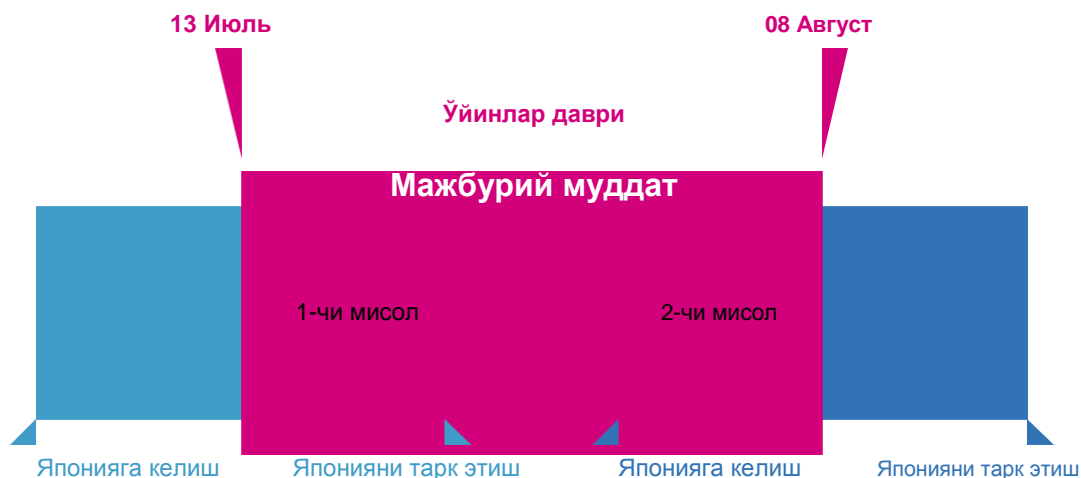 13 Июль
08 Август
Ўйинлар даври
Мажбурий муддат
1-чи мисол
2-чи мисол
Японияга келиш
Японияни тарк этиш
Японияга келиш
Японияни тарк этиш